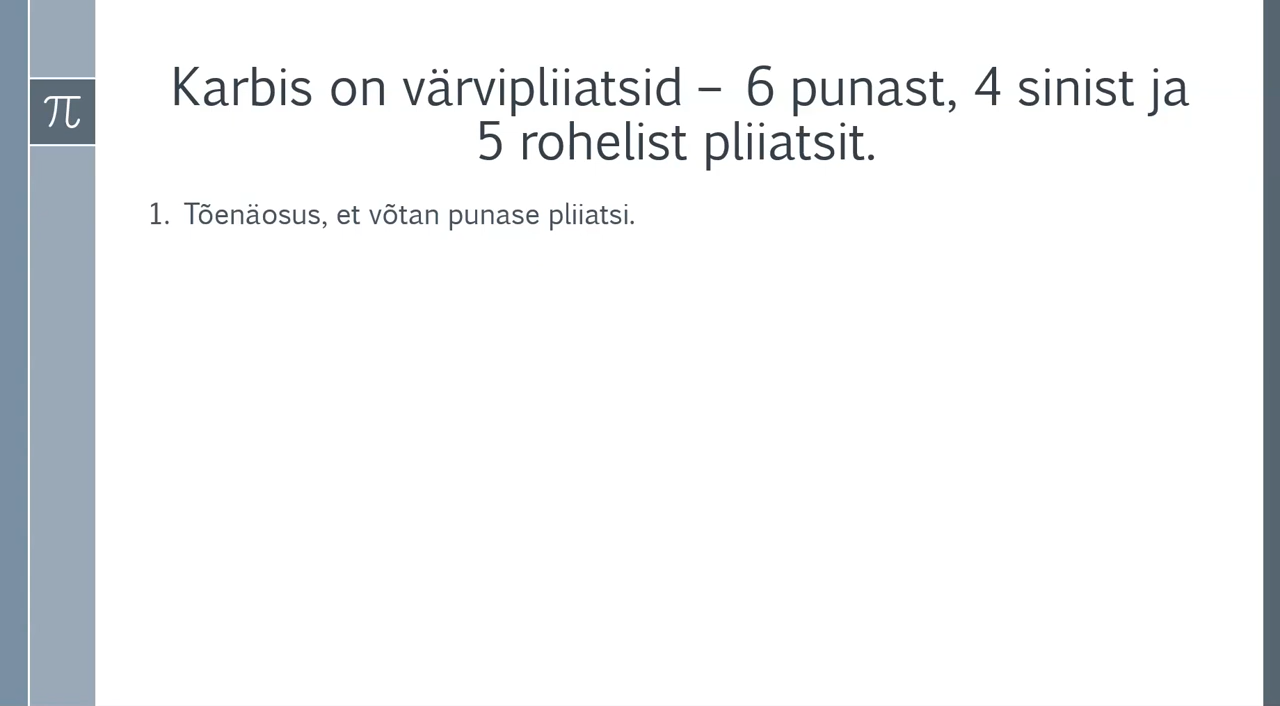 π
Karbis on värvipliiatsid – 6 punast, 4 sinist ja
5 rohelist pliiatsit.
1. Tõenäosus, et võtan punase pliiatsi.